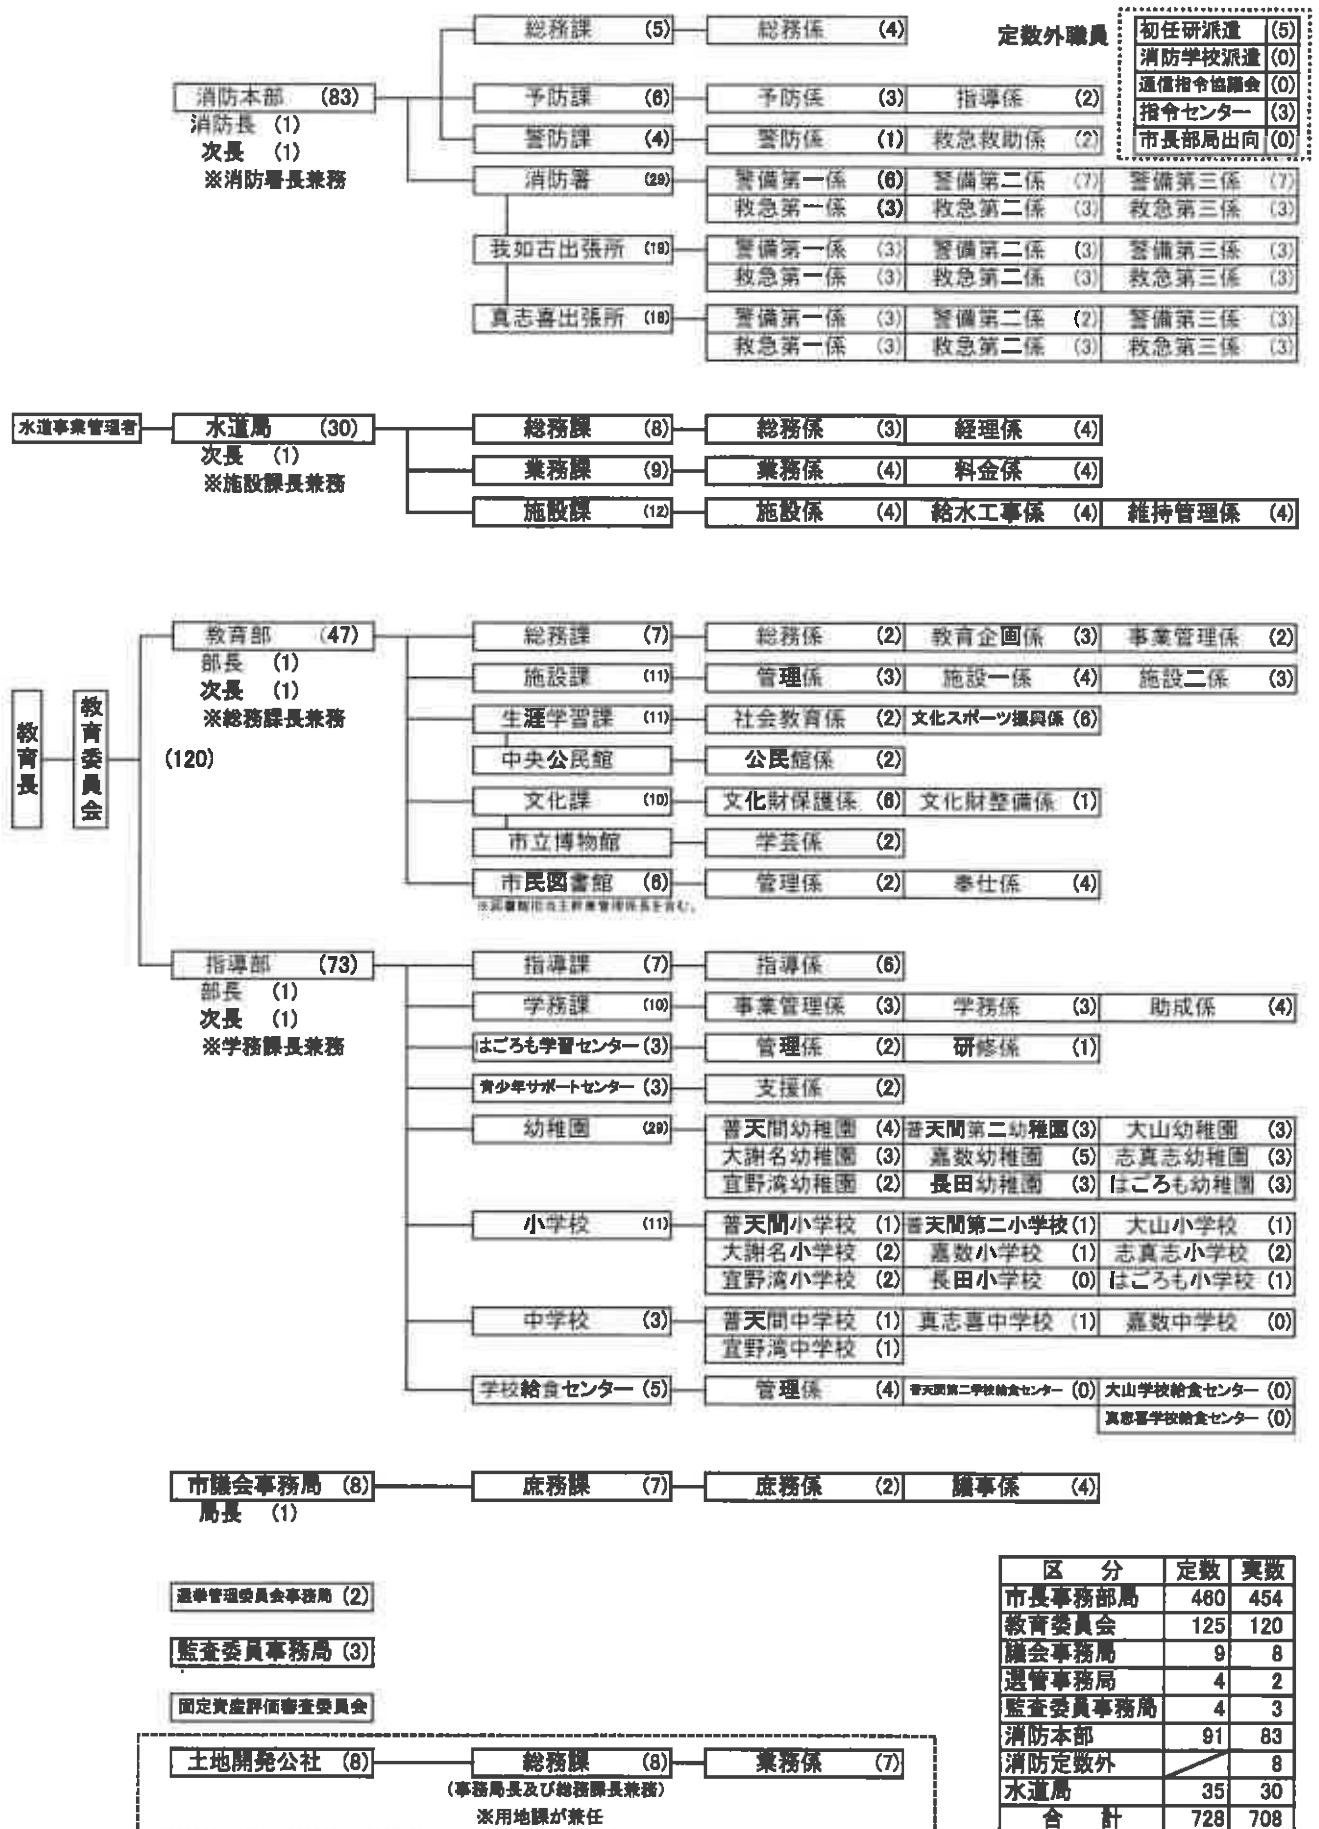 総務課 (5) 総務係 (4)
定数外職員
初任研派遣 (5)
消防学校派遣 (0)
通信指令協議会 (0)
指令センター (3)
市長部局出向 (0)
消防本部 (83) 予防課 (6) 予防係 (3) 指導係 (2)
消防長 (1)
次長 (1)
※消防署長兼務
警防課 (4) 警防係 (1) 救急救助係 (2)
消防署 (29) 警備第一係 (6) 警備第二係 (7) 警備第三係 (7)
救急第一係 (3) 救急第二係 (3) 救急第三係 (3)
我如古出張所 (19) 警備第一係 (3) 警備第二係 (3) 警備第三係 (3)
救急第一係 (3) 救急第二係 (3) 救急第三係 (3)
真志喜出張所 (18) 警備第一係 (3) 警備第二係 (2) 警備第三係 (3)
救急第一係 (3) 救急第二係 (3) 救急第三係 (3)
水道事業管理者 水道局 (30) 総務課 (8) 総務係 (3) 経理係 (4)
次長 (1)
※施設課長兼務
業務課 (9) 業務係 (4) 料金係 (4)
施設課 (12) 施設係 (4) 給水工事係 (4) 維持管理係 (4)
教育長
教育委員会
(120)
教育部 (47) 総務課 (7) 総務係 (2) 教育企画係 (3) 事業管理係 (2)
部長 (1)
次長 (1)
※総務課長兼務
施設課 (11) 管理係 (3) 施設一係 (4) 施設二係 (3)
生涯学習課 (11) 社会教育係 (2) 文化スポーツ振興係 (6)
中央公民館 公民館係 (2)
文化課 (10) 文化財保護係 (6) 文化財整備係 (1)
市立博物館 学芸係 (2)
市民図書館 (6) 管理係 (2) 奉仕係 (4)
指導部 (73) 指導課 (7) 指導係 (6)
部長 (1)
次長 (1)
※学務課長兼務
学務課 (10) 事業管理係 (3) 学務係 (3) 助成係 (4)
はごろも学習センター (3) 管理係 (2) 研修係 (1)
青少年サポートセンター (3) 支援係 (2)
幼稚園 (29) 普天間幼稚園 (4) 普天間第二幼稚園 (3) 大山幼稚園 (3)
大謝名幼稚園 (3) 嘉数幼稚園 (5) 志真志幼稚園 (3)
宜野湾幼稚園 (2) 長田幼稚園 (3) はごろも幼稚園 (3)
小学校 (11) 普天間小学校 (1) 普天間第二小学校 (1) 大山小学校 (1)
大謝名小学校 (2) 嘉数小学校 (1) 志真志小学校 (2)
宜野湾小学校 (2) 長田小学校 (0) はごろも小学校 (1)
中学校 (3) 普天間中学校 (1) 真志喜中学校 (1) 嘉数中学校 (0)
宜野湾中学校 (1)
学校給食センター (5) 管理係 (4) 普天間第二学校給食センター (0) 大山学校給食センター (0)
真志喜学校給食センター (0)
市議会事務局 (8) 庶務課 (7) 庶務係 (2) 議事係 (4)
局長 (1)
選挙管理委員会事務局 (2)
監査委員事務局 (3)
固定資産評価審査委員会
土地開発公社 (8) 総務課 (8) 業務係 (7)
(事務局長及び総務課長兼務)
※用地課が兼任
区 分 定数 実数
市長事務部局 460 454
教育委員会 125 120
議会事務局 9 8
選管事務局 4 2
監査委員事務局 4 3
消防本部 91 83
消防定数外 8
水道局 35 30
合 計 728 708